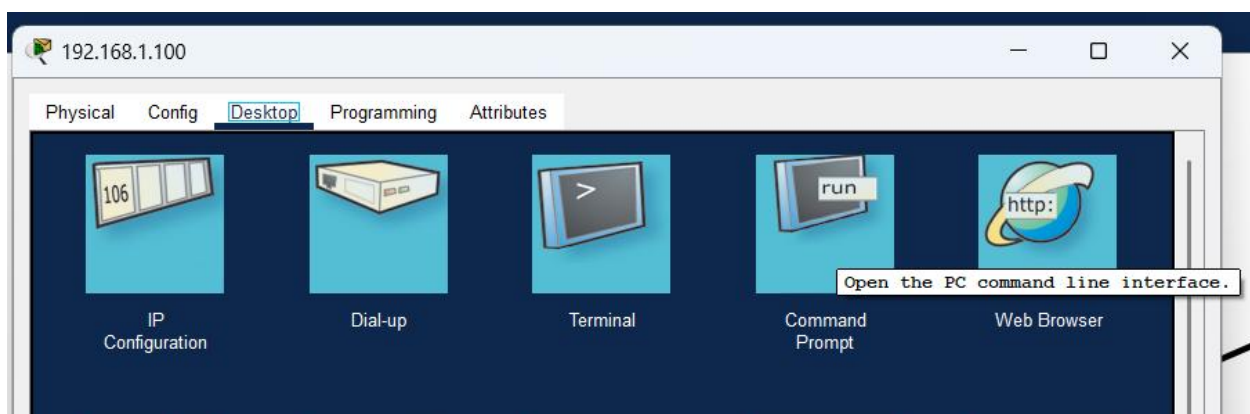 192.168.1.100
Physical Config Desktop Programming Attributes
106
>
run
http:
Open the PC command line interface.
IP
Configuration
Dial-up
Terminal
Command
Prompt
Web Browser